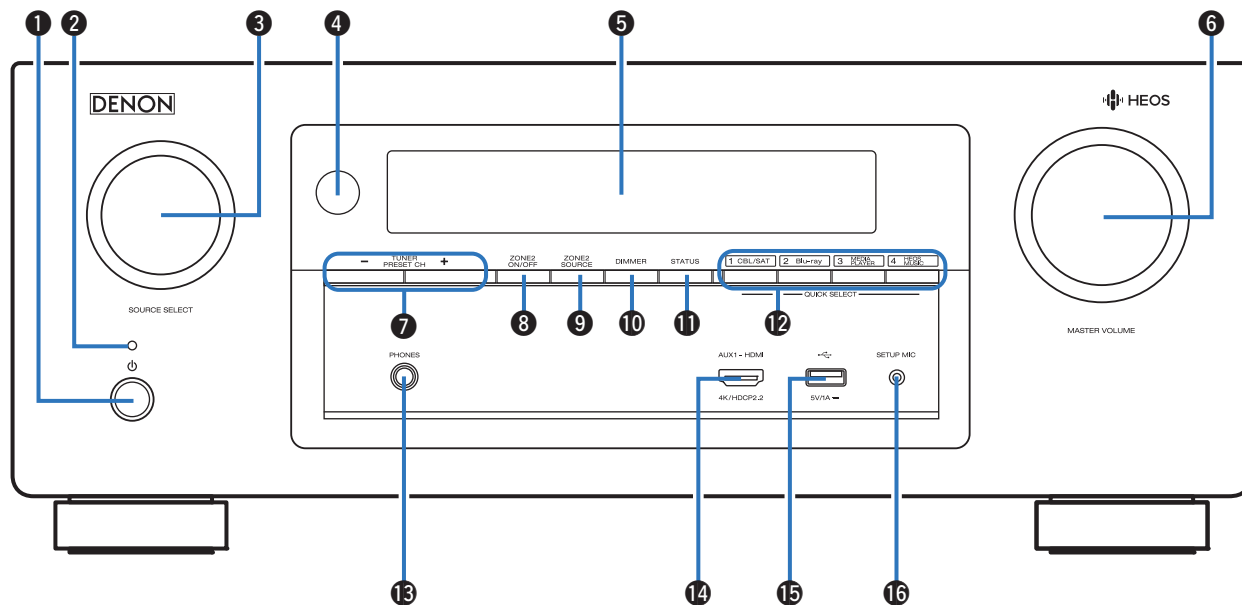 1 2 3 4 5 6
DENON
HEOS
SOURCE SELECT
MASTER VOLUME
− TUNER PRESET CH +
ZONE2 ON/OFF
ZONE2 SOURCE
DIMMER
STATUS
1 CBL/SAT
2 Blu-ray
3 MEDIA PLAYER
4 HEOS MUSIC
QUICK SELECT
7 8 9 10 11 12
PHONES
AUX1 - HDMI
4K/HDCP2.2
5V/1A
SETUP MIC
13 14 15 16